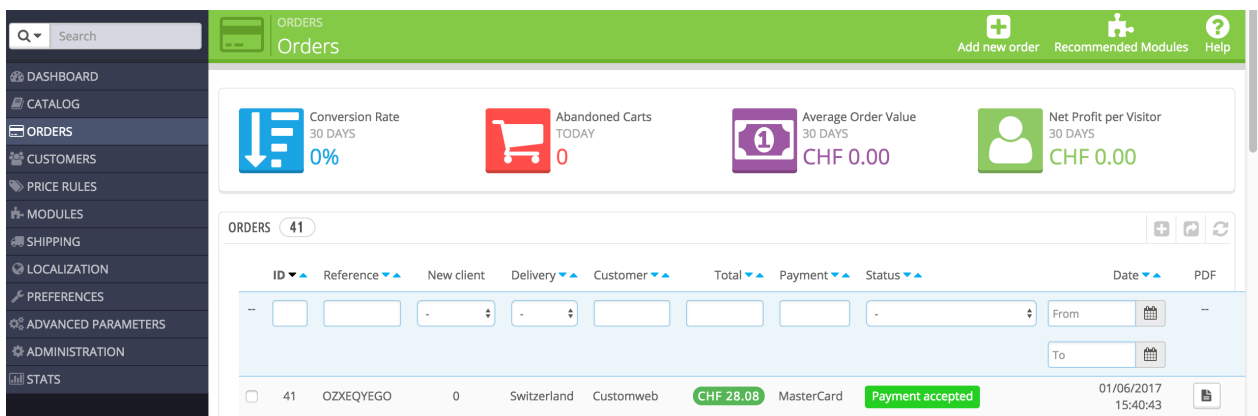 Search
DASHBOARD
CATALOG
ORDERS
CUSTOMERS
PRICE RULES
MODULES
SHIPPING
LOCALIZATION
PREFERENCES
ADVANCED PARAMETERS
ADMINISTRATION
STATS
ORDERS
Orders
Add new order Recommended Modules Help
Conversion Rate
30 DAYS
0%
Abandoned Carts
TODAY
0
1
Average Order Value
30 DAYS
CHF 0.00
Net Profit per Visitor
30 DAYS
CHF 0.00
ORDERS 41
ID Reference New client Delivery Customer Total Payment Status Date PDF
-- - - - From --
To
41 OZXEQYEGO 0 Switzerland Customweb CHF 28.08 MasterCard Payment accepted 01/06/2017
15:40:43